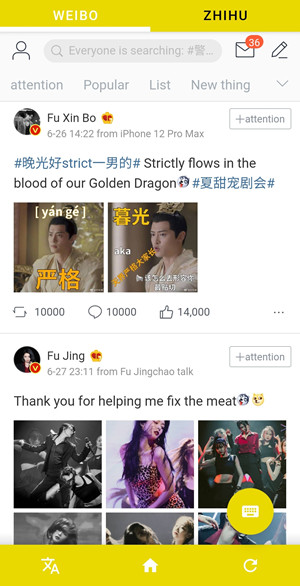 WEIBO
ZHIHU
Everyone is searching: #警...
36
attention
Popular
List
New thing
Fu Xin Bo
6-26 14:22 from iPhone 12 Pro Max
+attention
#晚光好strict一男的# Strictly flows in the
blood of our Golden Dragon #夏甜宠剧会#
[ yán gé ]
严格
暮光
aka
10000
10000
14,000
Fu Jing
6-27 23:11 from Fu Jingchao talk
+attention
Thank you for helping me fix the meat